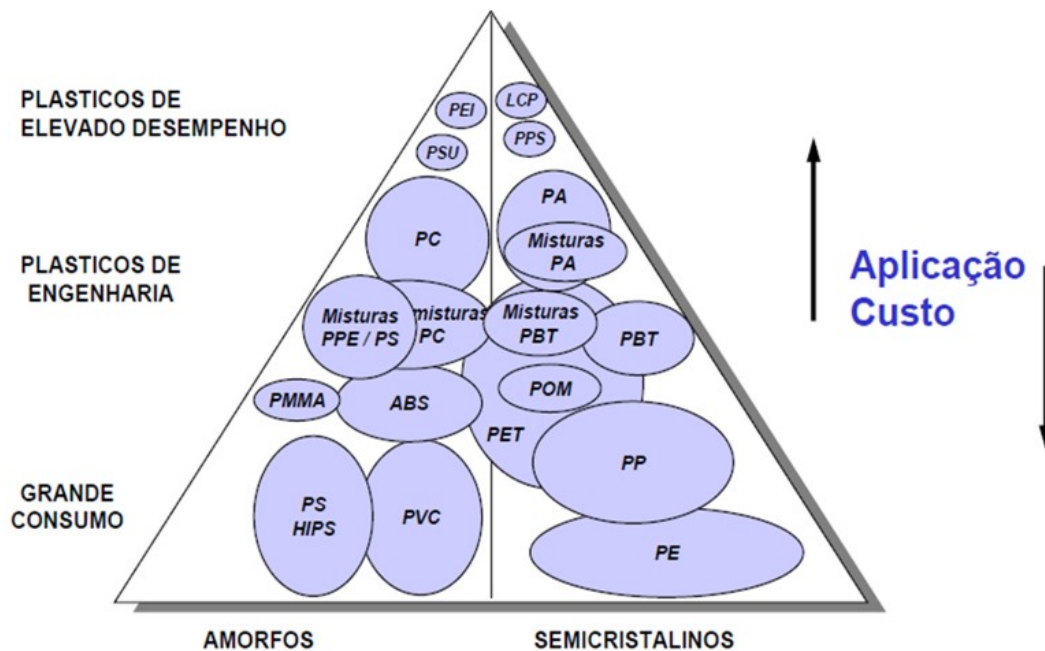 PLASTICOS DE
ELEVADO DESEMPENHO
PEI
LCP
PSU
PPS
PLASTICOS DE
ENGENHARIA
PC
PA
Misturas
PA
Misturas
PPE / PS
misturas
PC
Misturas
PBT
PBT
PMMA
ABS
POM
PET
GRANDE
CONSUMO
PS
HIPS
PVC
PP
PE
AMORFOS
SEMICRISTALINOS
Aplicação
Custo